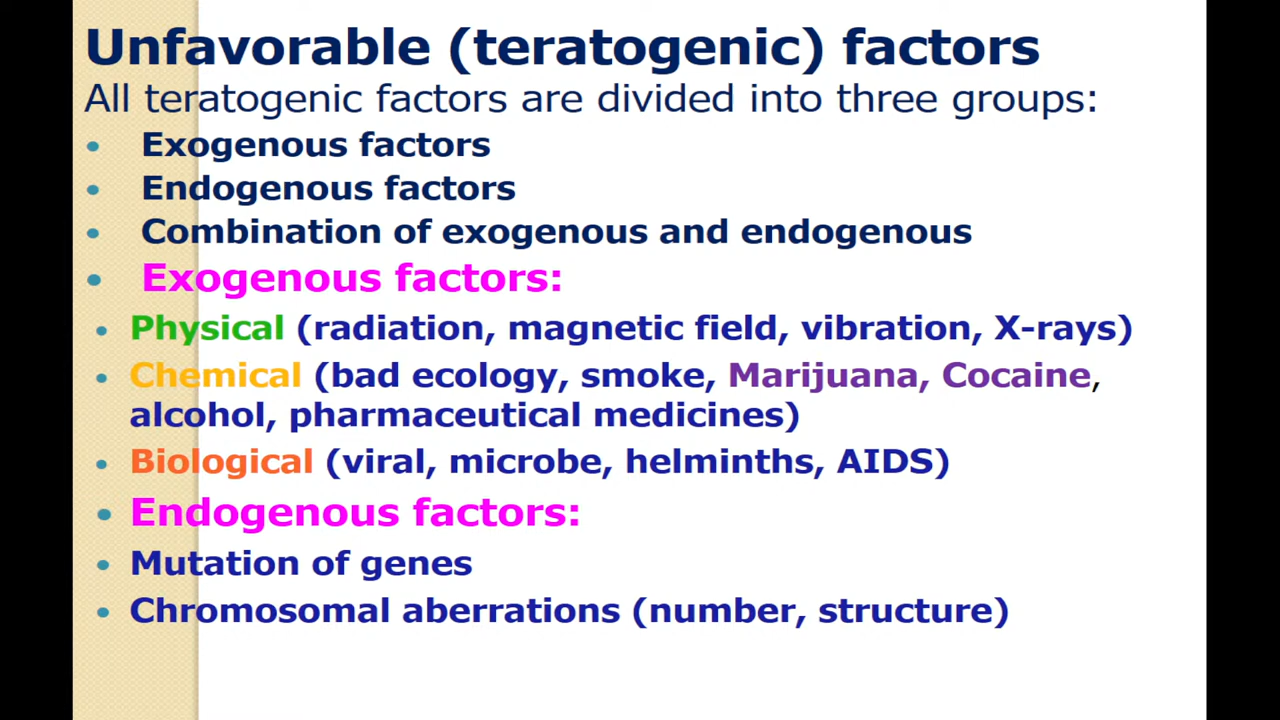 Unfavorable (teratogenic) factors
All teratogenic factors are divided into three groups:
• Exogenous factors
• Endogenous factors
• Combination of exogenous and endogenous
• Exogenous factors:
• Physical (radiation, magnetic field, vibration, X-rays)
• Chemical (bad ecology, smoke, Marijuana, Cocaine,
alcohol, pharmaceutical medicines)
• Biological (viral, microbe, helminths, AIDS)
• Endogenous factors:
• Mutation of genes
• Chromosomal aberrations (number, structure)